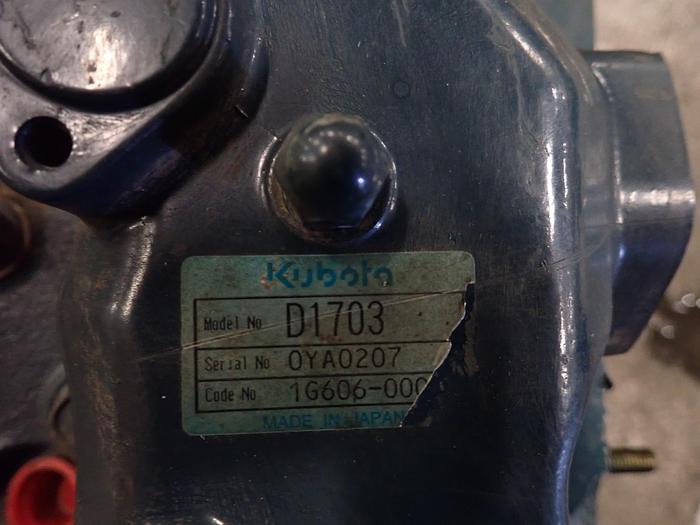 Kubota
Model No D1703
Serial No 0YA0207
Code No 1G606-000
MADE IN JAPAN